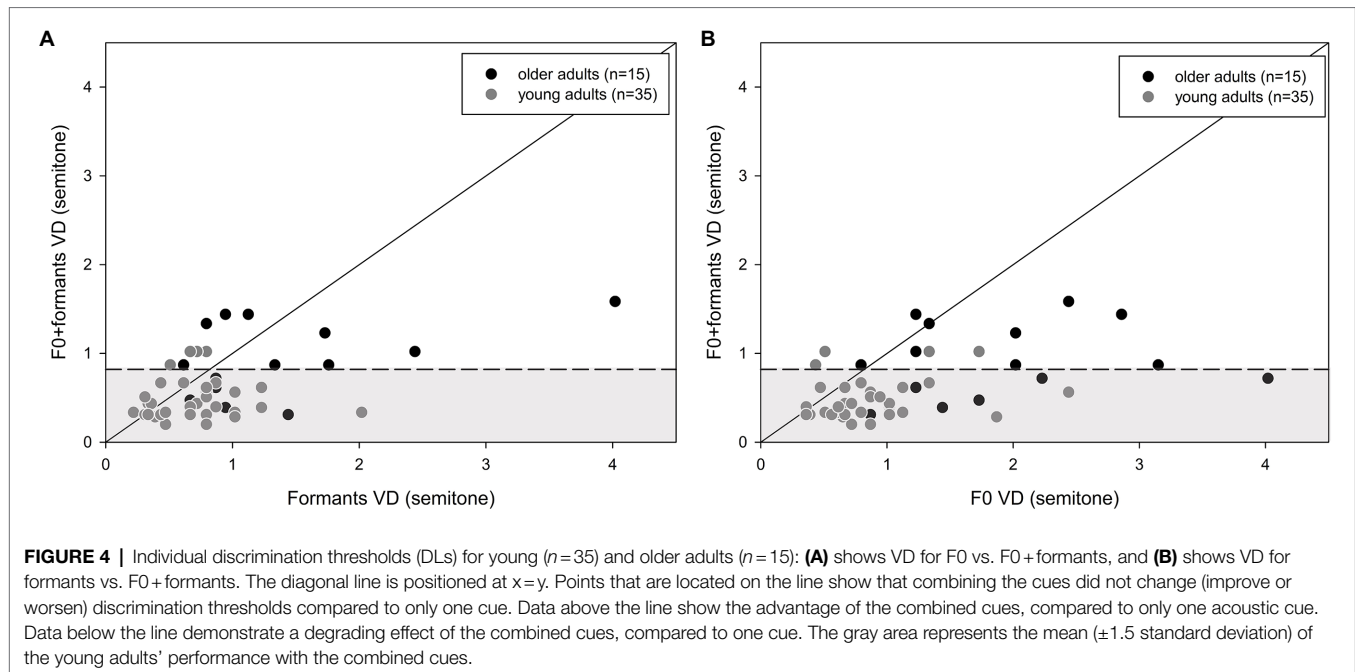 A
B
4
3
2
1
0
F0+formants VD (semitone)
older adults (n=15)
young adults (n=35)
0 1 2 3 4
Formants VD (semitone)
4
3
2
1
0
F0+formants VD (semitone)
older adults (n=15)
young adults (n=35)
0 1 2 3 4
F0 VD (semitone)
FIGURE 4 | Individual discrimination thresholds (DLs) for young (n=35) and older adults (n=15): (A) shows VD for F0 vs. F0+formants, and (B) shows VD for
formants vs. F0+formants. The diagonal line is positioned at x=y. Points that are located on the line show that combining the cues did not change (improve or
worsen) discrimination thresholds compared to only one cue. Data above the line show the advantage of the combined cues, compared to only one acoustic cue.
Data below the line demonstrate a degrading effect of the combined cues, compared to one cue. The gray area represents the mean (±1.5 standard deviation) of
the young adults’ performance with the combined cues.